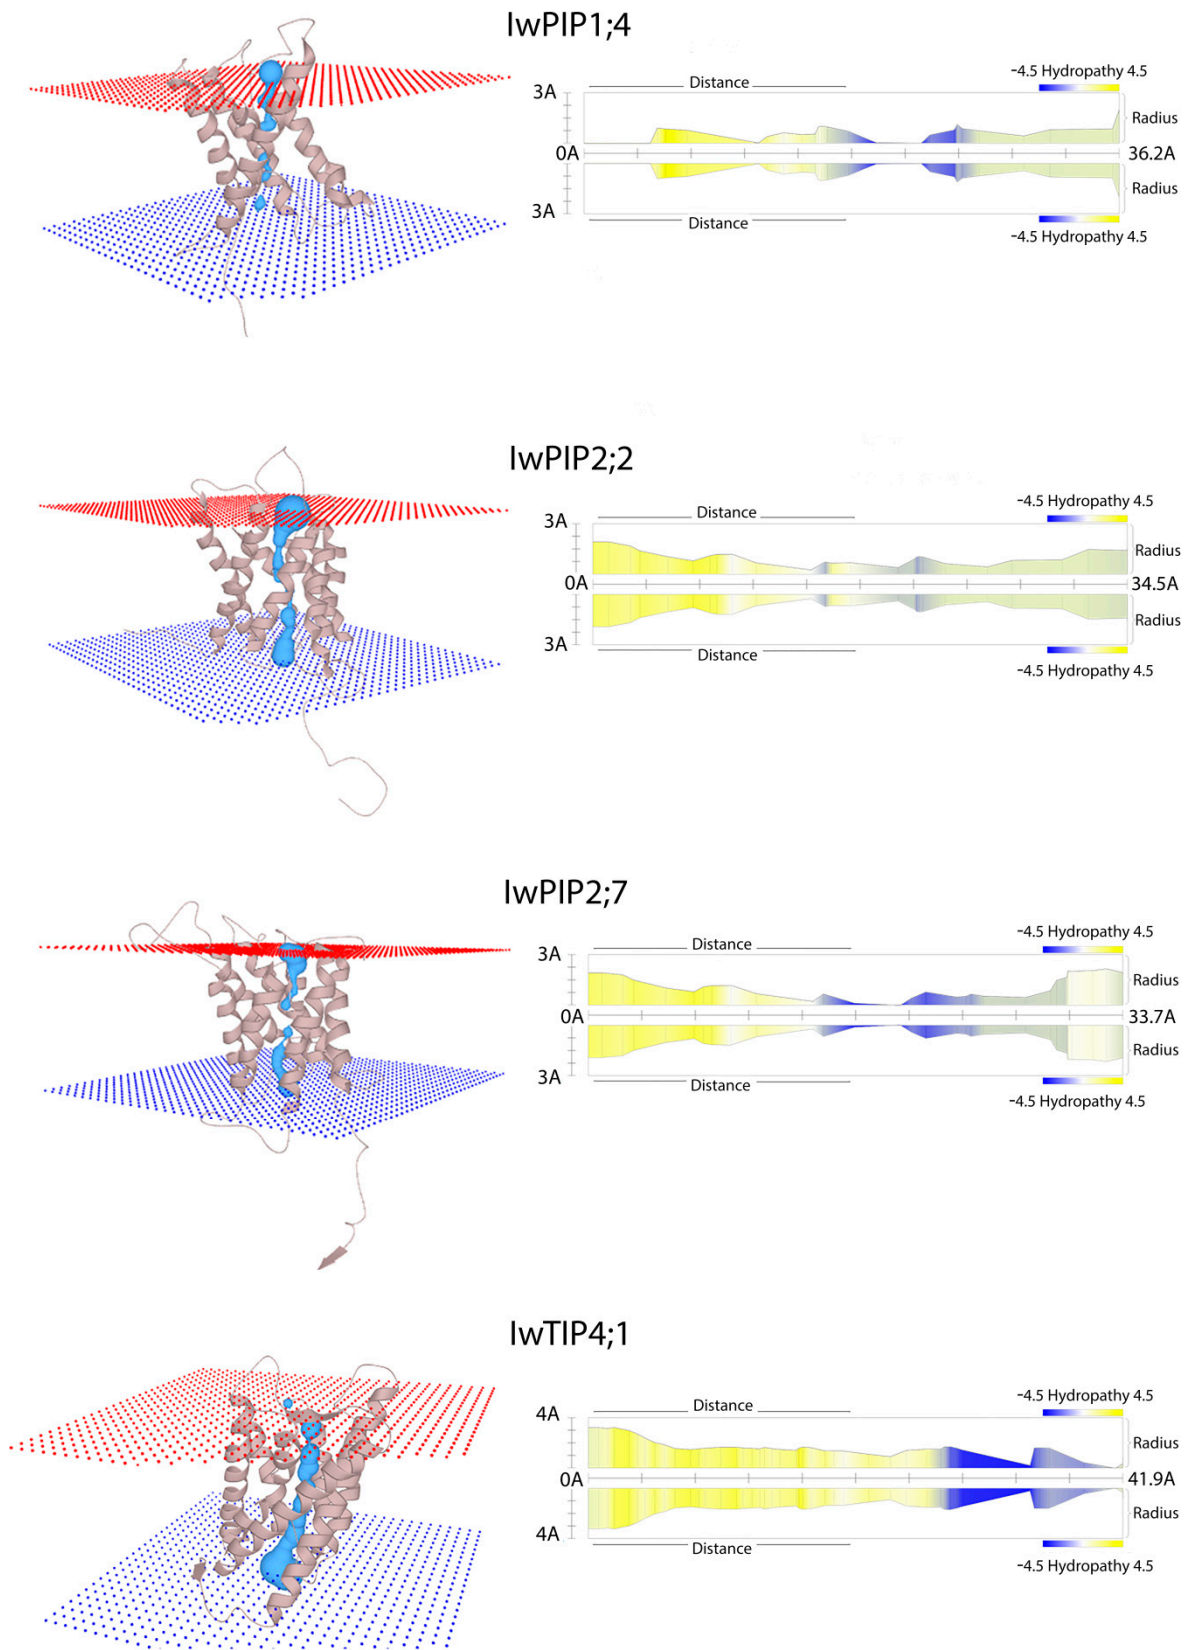 IwPIP1;4
-4.5 Hydropathy 4.5
Distance
3A
Radius
0A
36.2A
Radius
3A
Distance
-4.5 Hydropathy 4.5
IwPIP2;2
-4.5 Hydropathy 4.5
Distance
3A
Radius
0A
34.5A
Radius
3A
Distance
-4.5 Hydropathy 4.5
IwPIP2;7
-4.5 Hydropathy 4.5
Distance
3A
Radius
0A
33.7A
Radius
3A
Distance
-4.5 Hydropathy 4.5
IwTIP4;1
-4.5 Hydropathy 4.5
Distance
4A
Radius
0A
41.9A
Radius
4A
Distance
-4.5 Hydropathy 4.5